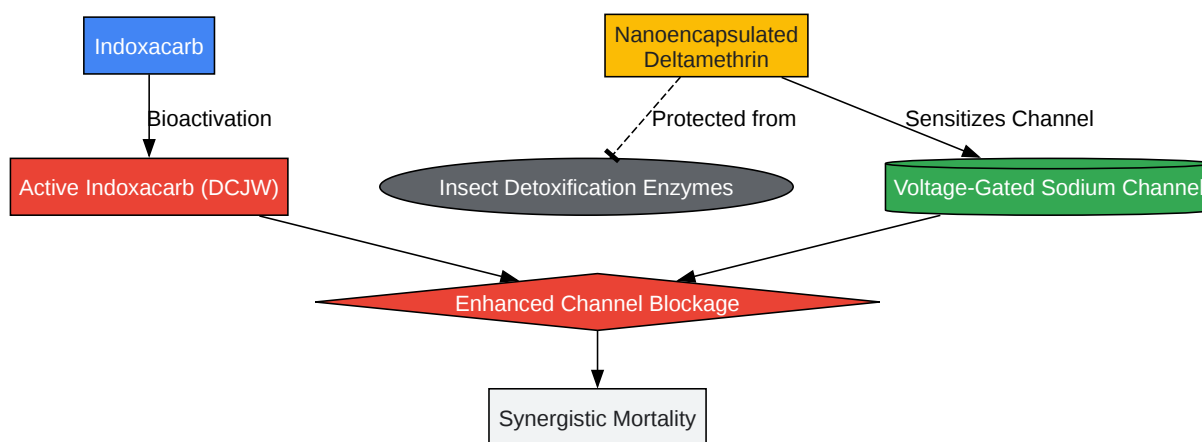 Indoxacarb
Nanoencapsulated
Deltamethrin
Bioactivation
Protected from
Sensitizes Channel
Active Indoxacarb (DCJW)
Insect Detoxification Enzymes
Voltage-Gated Sodium Channel
Enhanced Channel Blockage
Synergistic Mortality